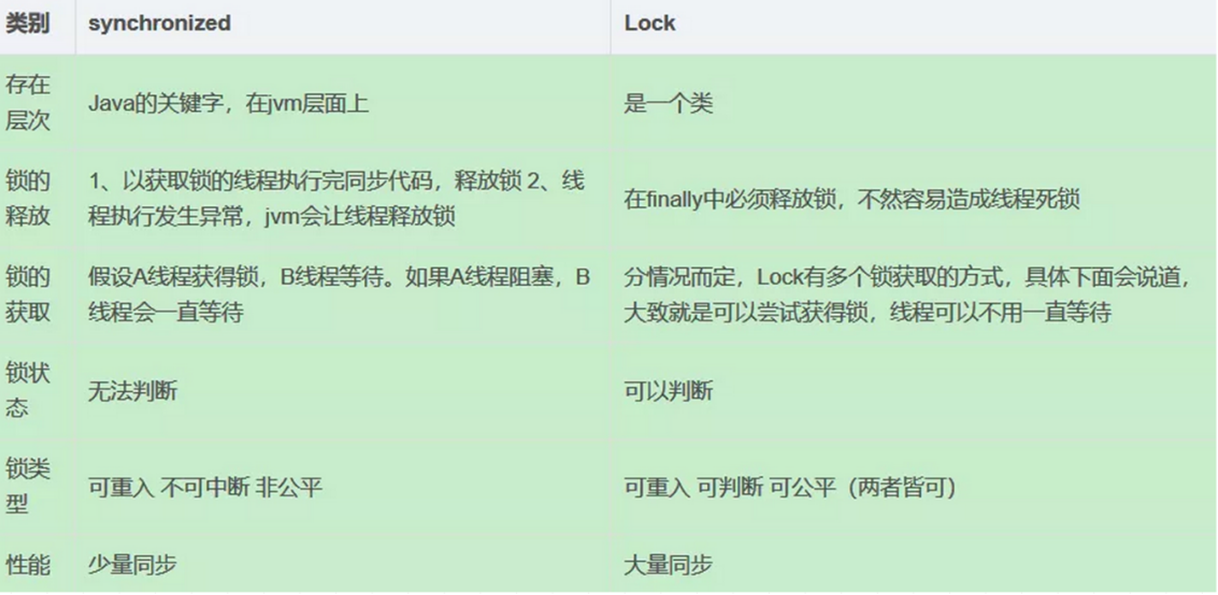 类别 synchronized Lock
存在
层次
Java的关键字，在jvm层面上
是一个类
锁的
释放
1、以获取锁的线程执行完同步代码，释放锁 2、线
程执行发生异常，jvm会让线程释放锁
在finally中必须释放锁，不然容易造成线程死锁
锁的
获取
假设A线程获得锁，B线程等待。如果A线程阻塞，B
线程会一直等待
分情况而定，Lock有多个锁获取的方式，具体下面会说道，
大致就是可以尝试获得锁，线程可以不用一直等待
锁状
态
无法判断
可以判断
锁类
型
可重入 不可中断 非公平
可重入 可判断 可公平（两者皆可）
性能 少量同步 大量同步